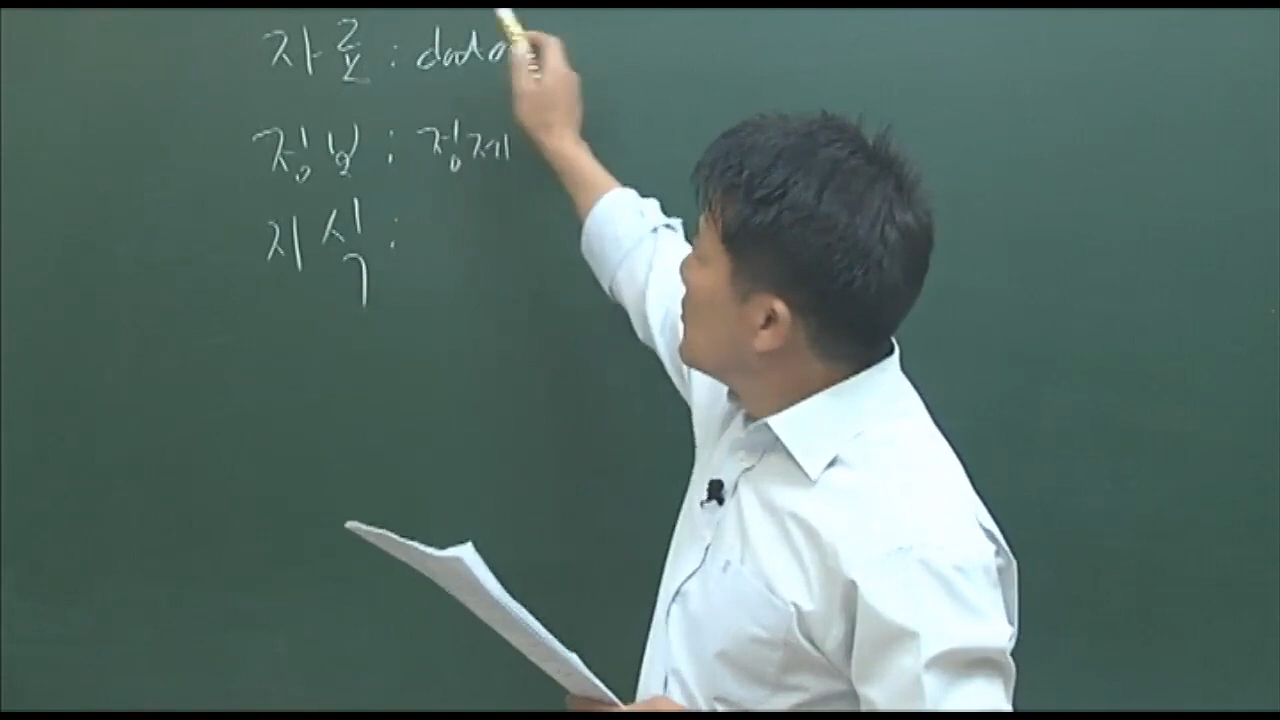 자료 : data
정보 : 정제
지식 :